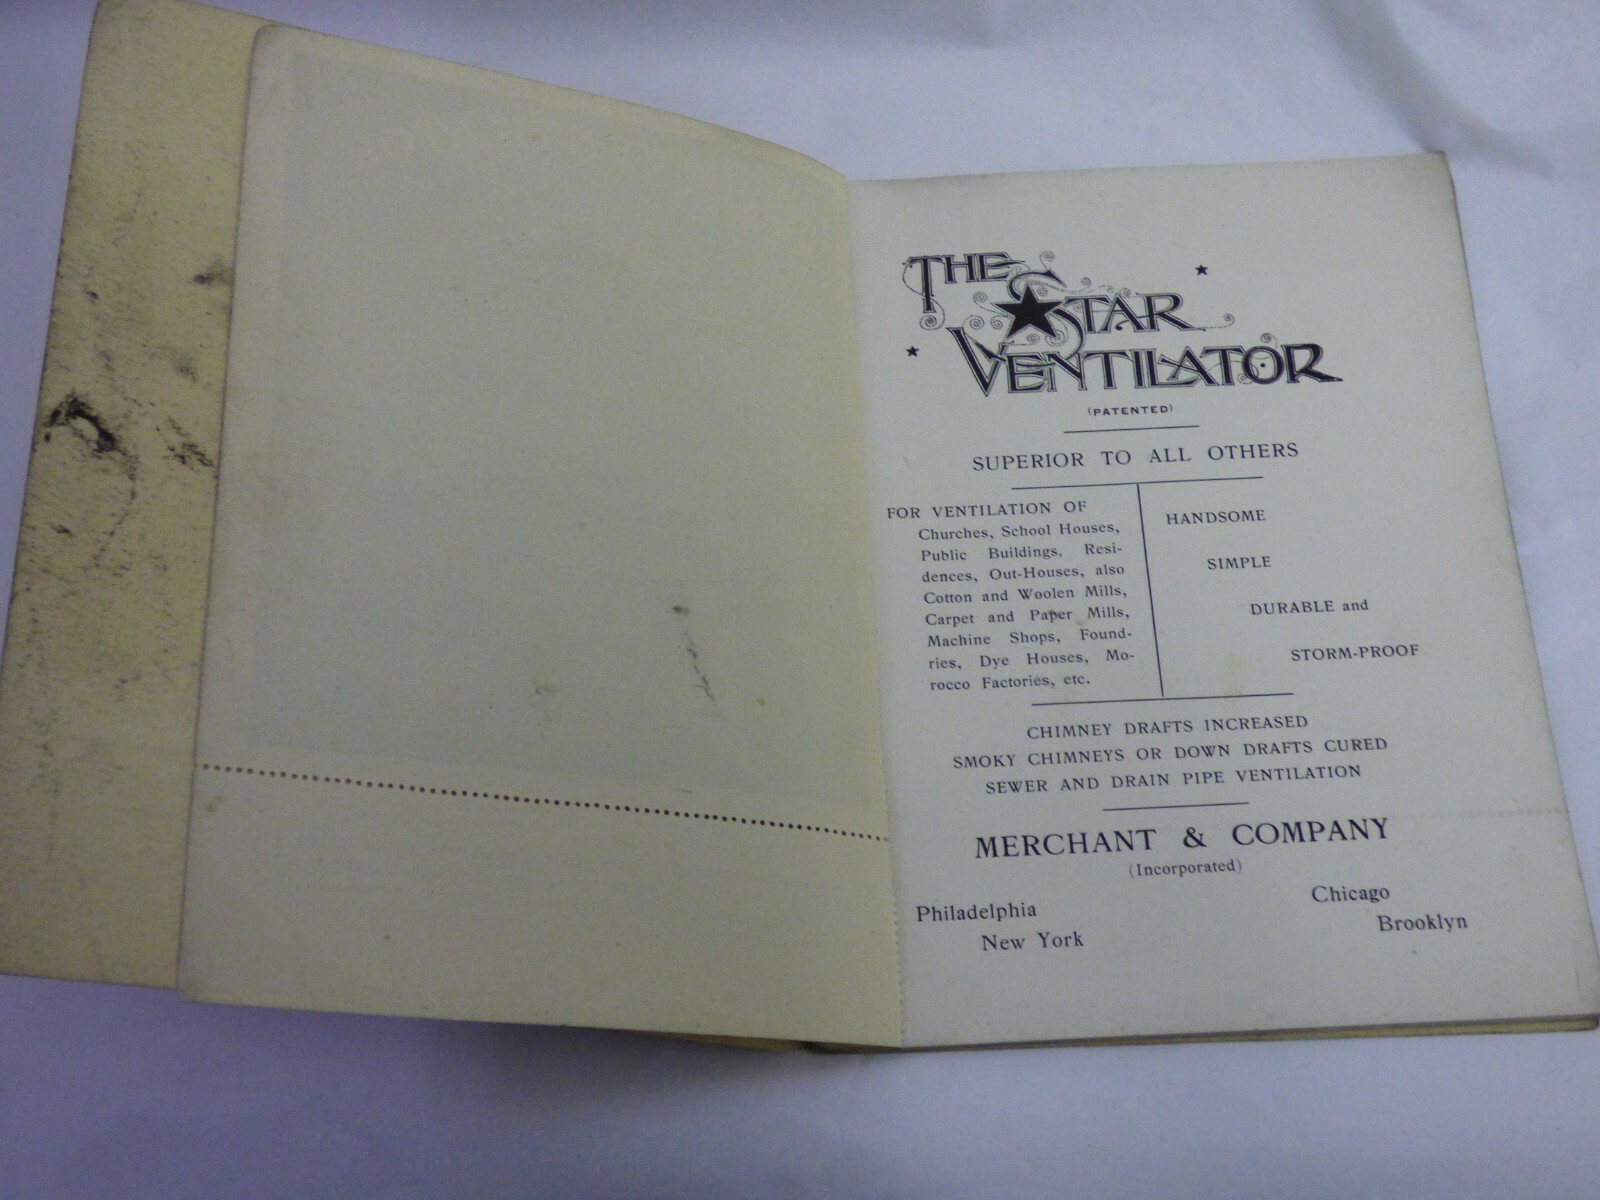 THE
STAR
VENTILATOR
(PATENTED)
SUPERIOR TO ALL OTHERS
FOR VENTILATION OF
Churches, School Houses,
Public Buildings, Resi-
dences, Out-Houses, also
Cotton and Woolen Mills,
Carpet and Paper Mills,
Machine Shops, Found-
ries, Dye Houses, Mo-
rocco Factories, etc.
HANDSOME
SIMPLE
DURABLE and
STORM-PROOF
CHIMNEY DRAFTS INCREASED
SMOKY CHIMNEYS OR DOWN DRAFTS CURED
SEWER AND DRAIN PIPE VENTILATION
MERCHANT & COMPANY
(Incorporated)
Philadelphia
New York
Chicago
Brooklyn